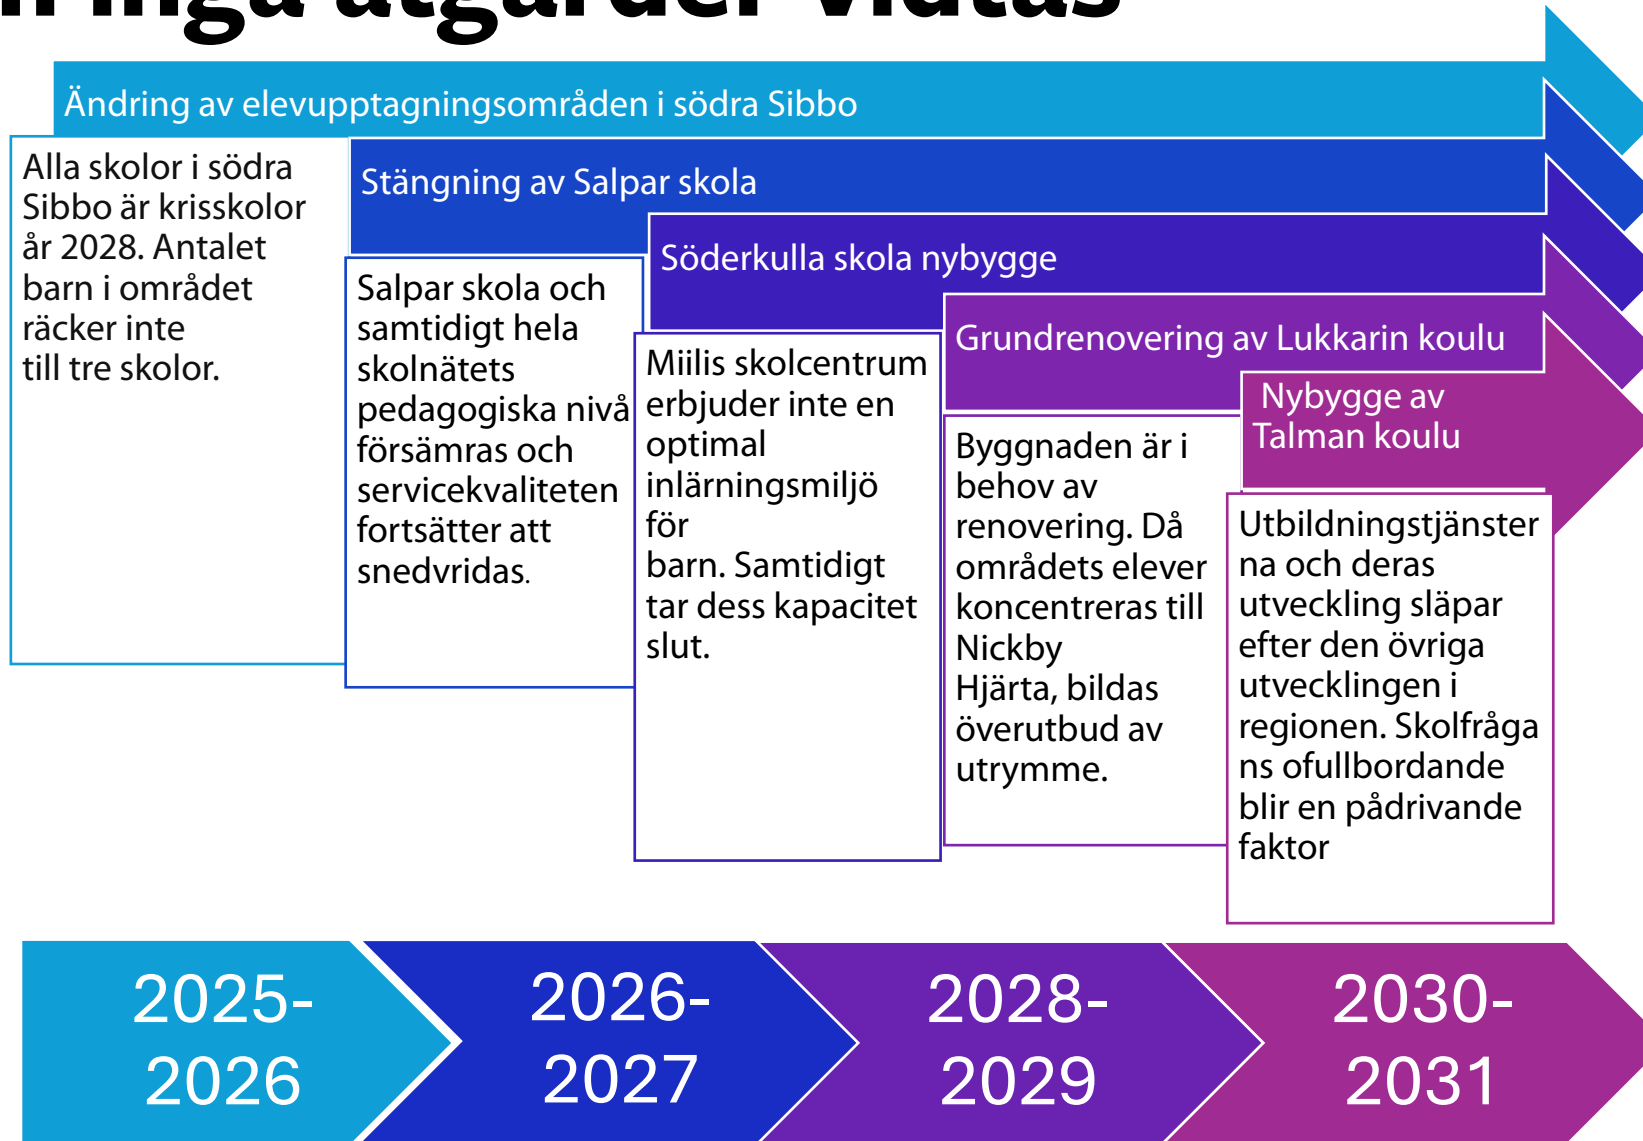 inga åtgärder vidtas
Ändring av elevupptagningsområden i södra Sibbo
Alla skolor i södra
Sibbo är krisskolor
år 2028. Antalet
barn i området
räcker inte
till tre skolor.
Stängning av Salpar skola
Salpar skola och
samtidigt hela
skolnätets
pedagogiska nivå
försämras och
servicekvaliteten
fortsätter att
snedvridas.
Söderkulla skola nybygge
Miilis skolcentrum
erbjuder inte en
optimal
inlärningsmiljö
för
barn. Samtidigt
tar dess kapacitet
slut.
Grundrenovering av Lukkarin koulu
Byggnaden är i
behov av
renovering. Då
områdets elever
koncentreras till
Nickby
Hjärta, bildas
överutbud av
utrymme.
Nybygge av
Talman koulu
Utbildningstjänster
na och deras
utveckling släpar
efter den övriga
utvecklingen i
regionen. Skolfråga
ns ofullbordande
blir en pådrivande
faktor
2025-
2026
2026-
2027
2028-
2029
2030-
2031